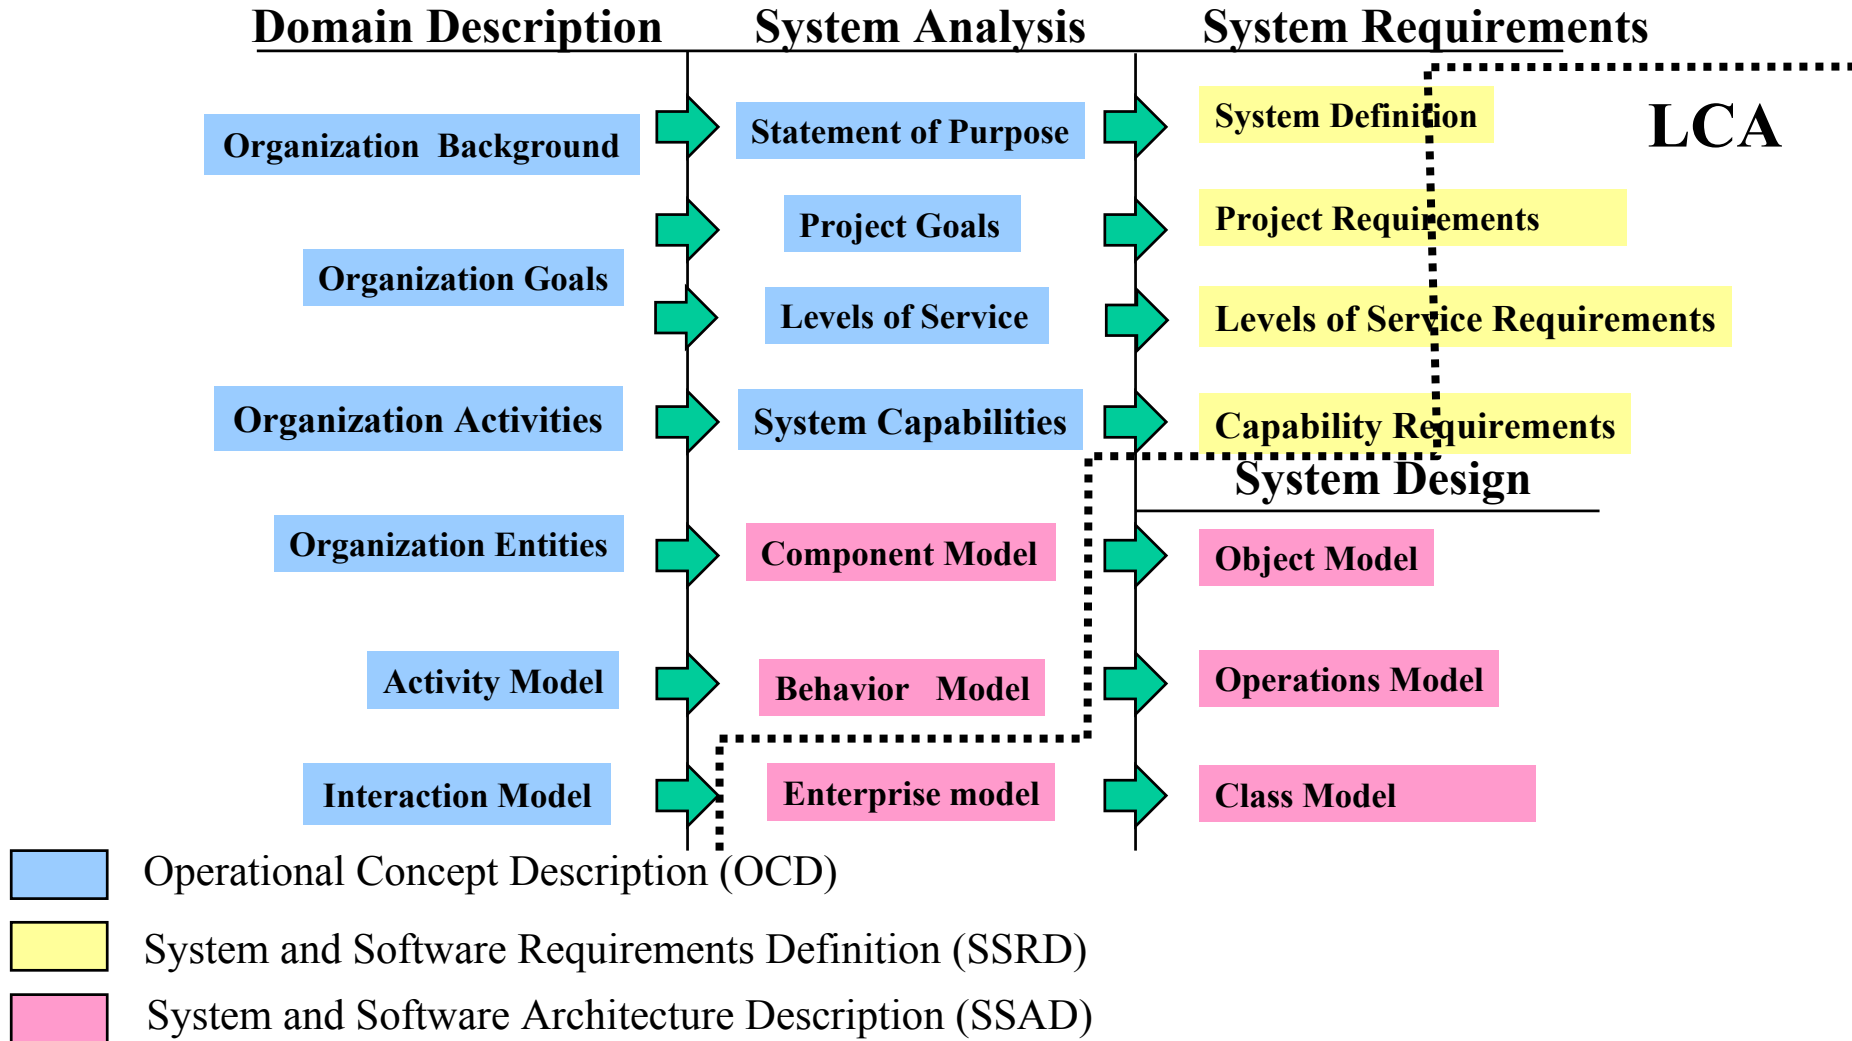 Domain Description
System Analysis
System Requirements
LCA
Organization Background
Statement of Purpose
System Definition
Project Goals
Project Requirements
Organization Goals
Levels of Service
Levels of Service Requirements
Organization Activities
System Capabilities
Capability Requirements
System Design
Organization Entities
Component Model
Object Model
Activity Model
Behavior Model
Operations Model
Interaction Model
Enterprise model
Class Model
Operational Concept Description (OCD)
System and Software Requirements Definition (SSRD)
System and Software Architecture Description (SSAD)